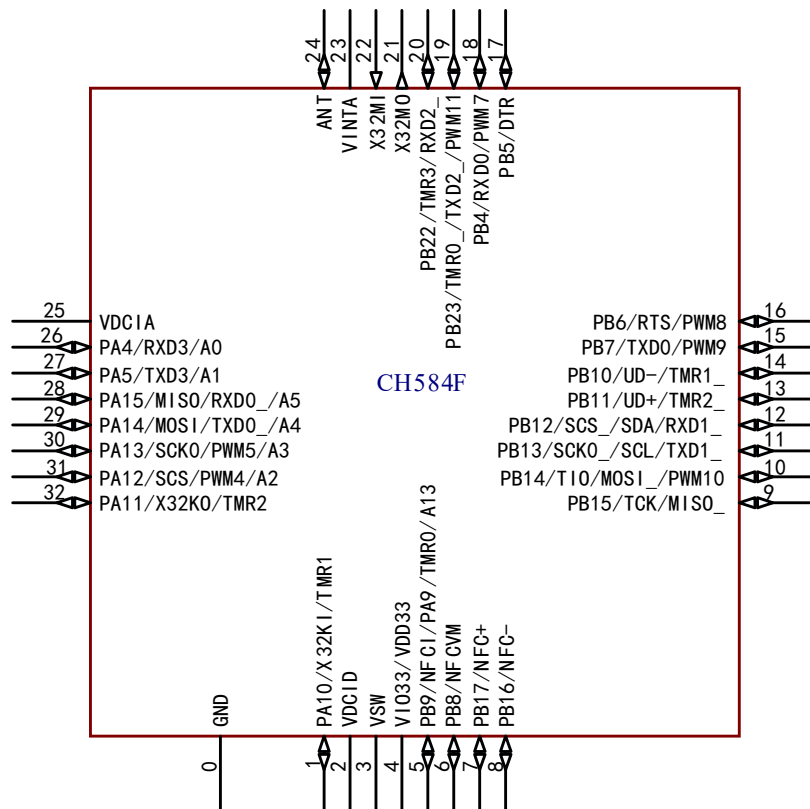 24
23
22
21
20
19
18
17
ANT
VINTA
X32MI
X32MO
PB22/TMR3/RXD2_
PB23/TMR0_/TXD2_/PWM11
PB4/RXD0/PWM7
PB5/DTR
25 VDCIA
26 PA4/RXD3/A0
27 PA5/TXD3/A1
28 PA15/MISO/RXD0_/A5
29 PA14/MOSI/TXD0_/A4
30 PA13/SCK0/PWM5/A3
31 PA12/SCS/PWM4/A2
32 PA11/X32KO/TMR2
CH584F
PB6/RTS/PWM8 16
PB7/TXD0/PWM9 15
PB10/UD-/TMR1_ 14
PB11/UD+/TMR2_ 13
PB12/SCS_/SDA/RXD1_ 12
PB13/SCK0_/SCL/TXD1_ 11
PB14/TIO/MOSI_/PWM10 10
PB15/TCK/MISO_ 9
GND
PA10/X32KI/TMR1
VDCID
VSW
VIO33/VDD33
PB9/NFCI/PA9/TMR0/A13
PB8/NFCVM
PB17/NFC+
PB16/NFC-
0
1
2
3
4
5
6
7
8